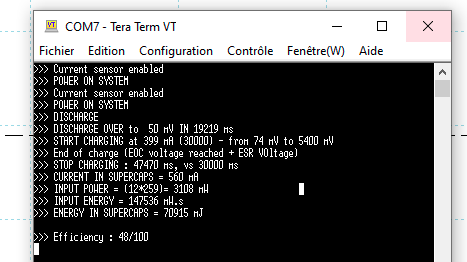 COM7 - Tera Term VT
Fichier Edition Configuration Contrôle Fenêtre(W) Aide
>>> Current sensor enabled
>>> POWER ON SYSTEM
>>> Current sensor enabled
>>> POWER ON SYSTEM
>>> DISCHARGE
>>> DISCHARGE OVER to  50 mV IN 19219 ms
>>> START CHARGING at 399 mA (30000) - from 74 mV to 5400 mV
>>> End of charge (EOC voltage reached + ESR VOltage)
>>> STOP CHARGING : 47470 ms, vs 30000 ms
>>> CURRENT IN SUPERCAPS = 560 mA
>>> INPUT POWER = (12*259)= 3108 mW
>>> INPUT ENERGY = 147536 mW.s
>>> ENERGY IN SUPERCAPS = 70915 mJ
>>> Efficiency : 48/100